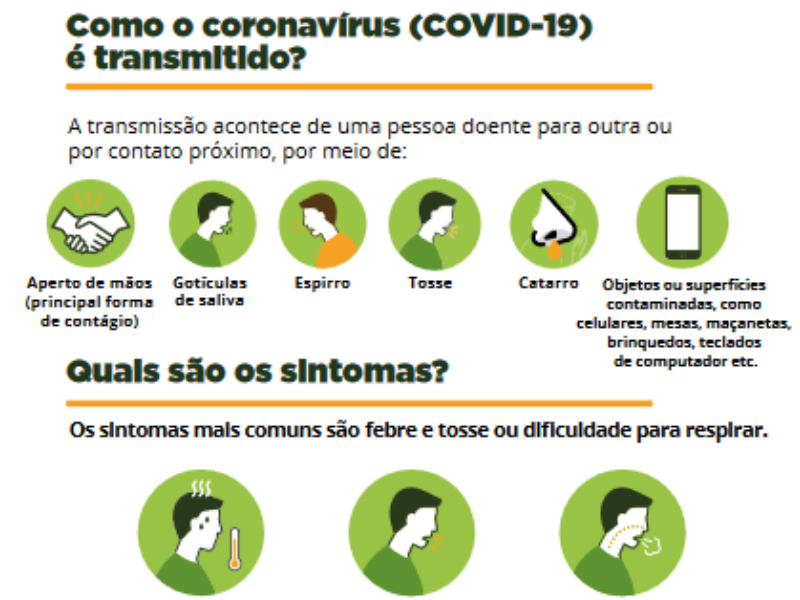 Como o coronavírus (COVID-19)
é transmitido?
A transmissão acontece de uma pessoa doente para outra ou
por contato próximo, por meio de:
Aperto de mãos
(principal forma
de contágio)
Gotículas
de saliva
Espirro
Tosse
Catarro
Objetos ou superfícies
contaminadas, como
celulares, mesas, maçanetas,
brinquedos, teclados
de computador etc.
Quais são os sintomas?
Os sintomas mais comuns são febre e tosse ou dificuldade para respirar.